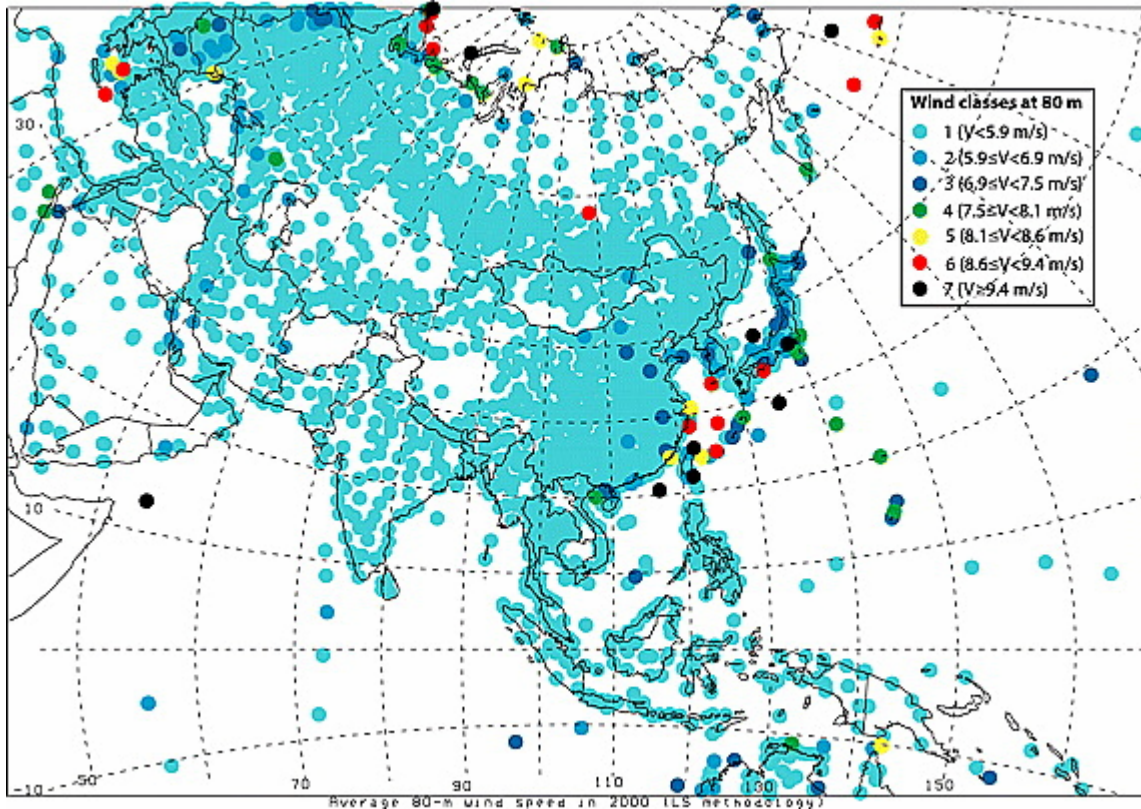 Wind classes at 80 m
1 (V<5.9 m/s)
2 (5.9≤V<6.9 m/s)
3 (6.9≤V<7.5 m/s)
4 (7.5≤V<8.1 m/s)
5 (8.1≤V<8.6 m/s)
6 (8.6≤V<9.4 m/s)
7 (V≥9.4 m/s)
30
10
-10
50
70
90
110
130
150
Average 80-m wind speed in 2000 (LS methodology)